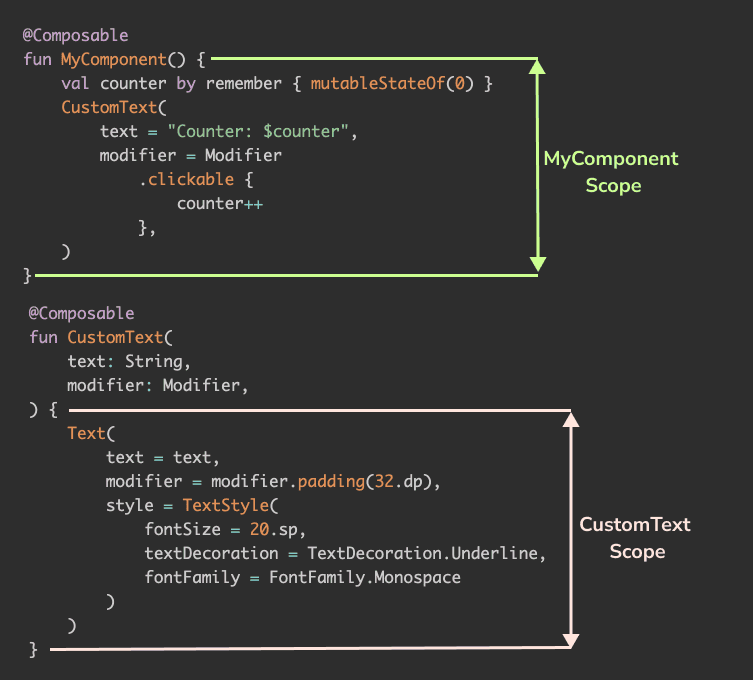 @Composable
fun MyComponent() {
    val counter by remember { mutableStateOf(0) }
    CustomText(
        text = "Counter: $counter",
        modifier = Modifier
            .clickable {
                counter++
            },
    )
}
MyComponent
Scope
@Composable
fun CustomText(
    text: String,
    modifier: Modifier,
) {
    Text(
        text = text,
        modifier = modifier.padding(32.dp),
        style = TextStyle(
            fontSize = 20.sp,
            textDecoration = TextDecoration.Underline,
            fontFamily = FontFamily.Monospace
        )
    )
}
CustomText
Scope